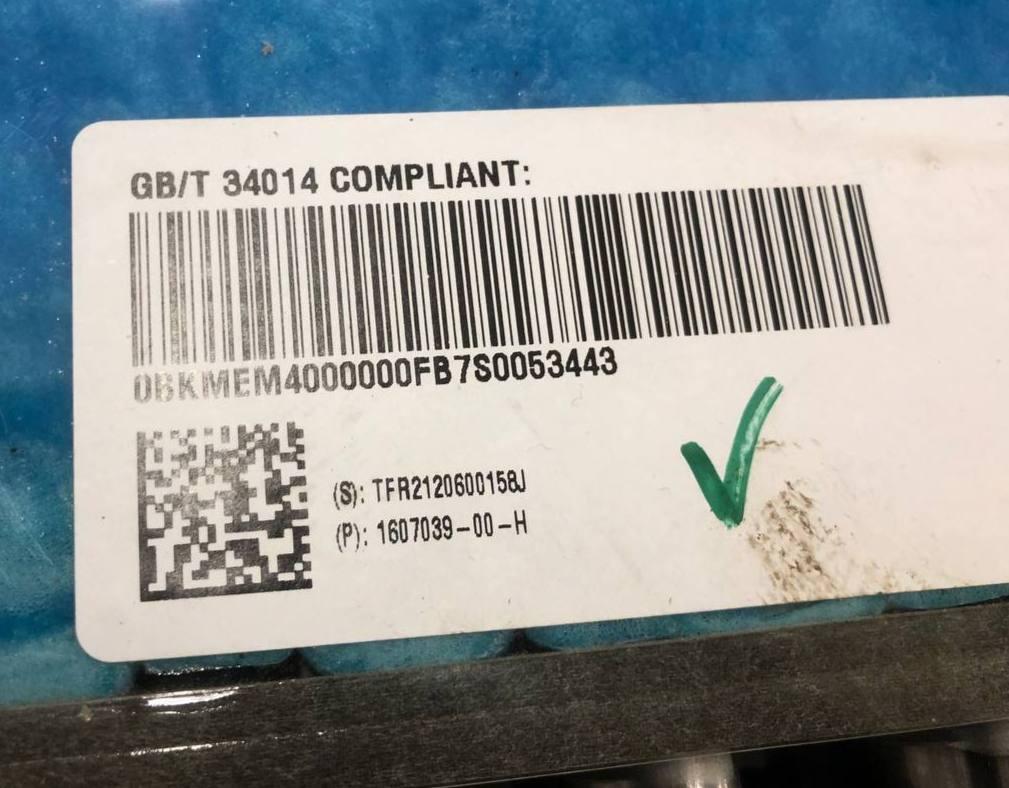 GB/T 34014 COMPLIANT:
0BKMEM4000000FB7S0053443
(S): TFR2120600158J
(P): 1607039-00-H